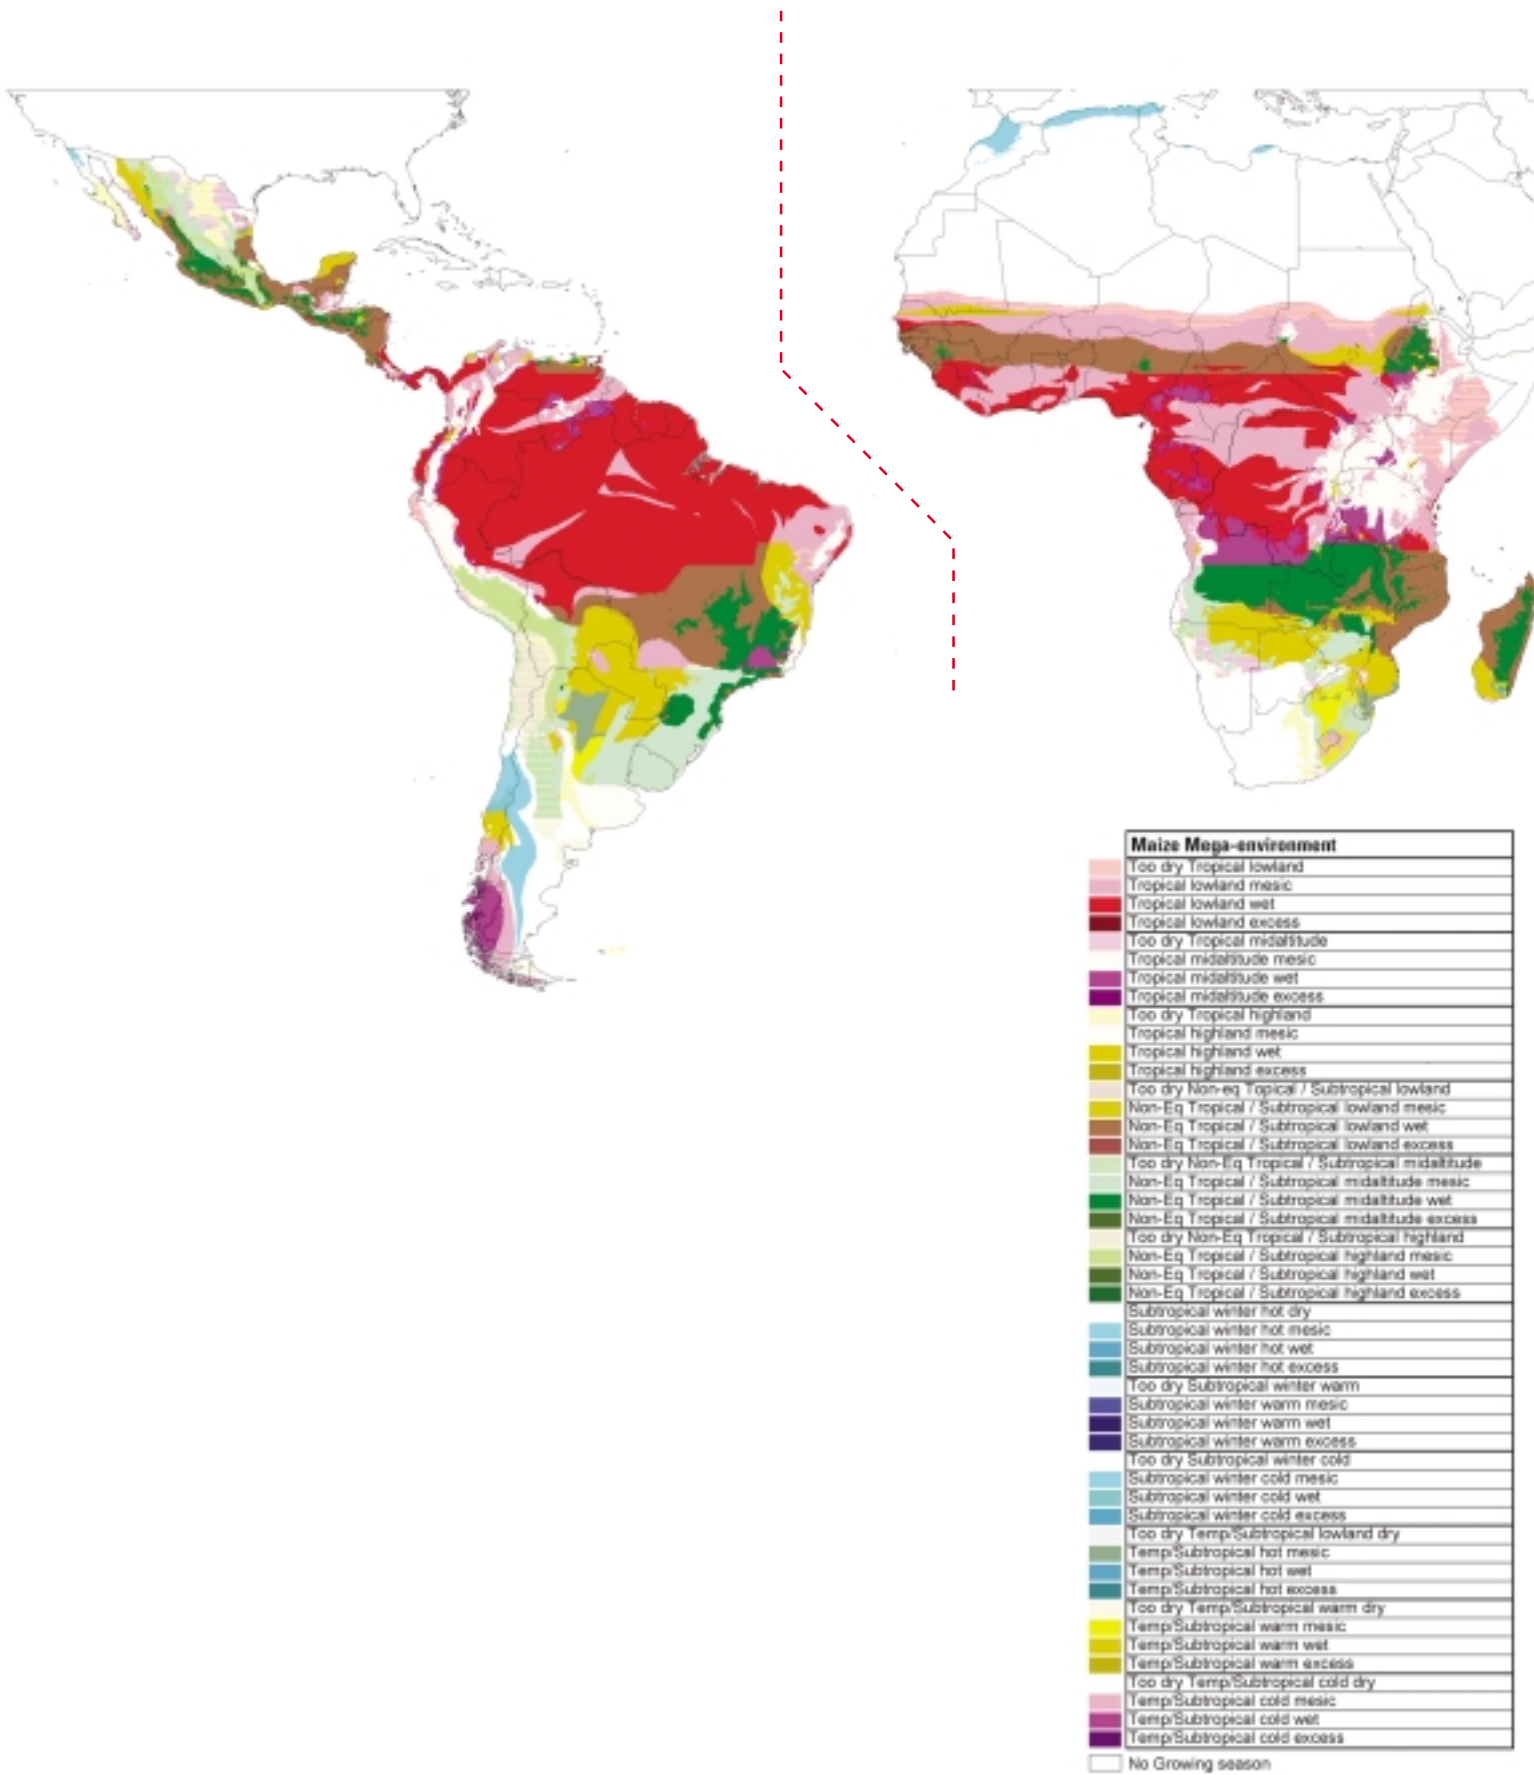 Maize Mega-environment
Too dry Tropical lowland
Tropical lowland mesic
Tropical lowland wet
Tropical lowland excess
Too dry Tropical midaltitude
Tropical midaltitude mesic
Tropical midaltitude wet
Tropical midaltitude excess
Too dry Tropical highland
Tropical highland mesic
Tropical highland wet
Tropical highland excess
Too dry Non-eq Topical / Subtropical lowland
Non-Eq Tropical / Subtropical lowland mesic
Non-Eq Tropical / Subtropical lowland wet
Non-Eq Tropical / Subtropical lowland excess
Too dry Non-Eq Tropical / Subtropical midaltitude
Non-Eq Tropical / Subtropical midaltitude mesic
Non-Eq Tropical / Subtropical midaltitude wet
Non-Eq Tropical / Subtropical midaltitude excess
Too dry Non-Eq Tropical / Subtropical highland
Non-Eq Tropical / Subtropical highland mesic
Non-Eq Tropical / Subtropical highland wet
Non-Eq Tropical / Subtropical highland excess
Subtropical winter hot dry
Subtropical winter hot mesic
Subtropical winter hot wet
Subtropical winter hot excess
Too dry Subtropical winter warm
Subtropical winter warm mesic
Subtropical winter warm wet
Subtropical winter warm excess
Too dry Subtropical winter cold
Subtropical winter cold mesic
Subtropical winter cold wet
Subtropical winter cold excess
Too dry Temp/Subtropical lowland dry
Temp/Subtropical hot mesic
Temp/Subtropical hot wet
Temp/Subtropical hot excess
Too dry Temp/Subtropical warm dry
Temp/Subtropical warm mesic
Temp/Subtropical warm wet
Temp/Subtropical warm excess
Too dry Temp/Subtropical cold dry
Temp/Subtropical cold mesic
Temp/Subtropical cold wet
Temp/Subtropical cold excess
No Growing season